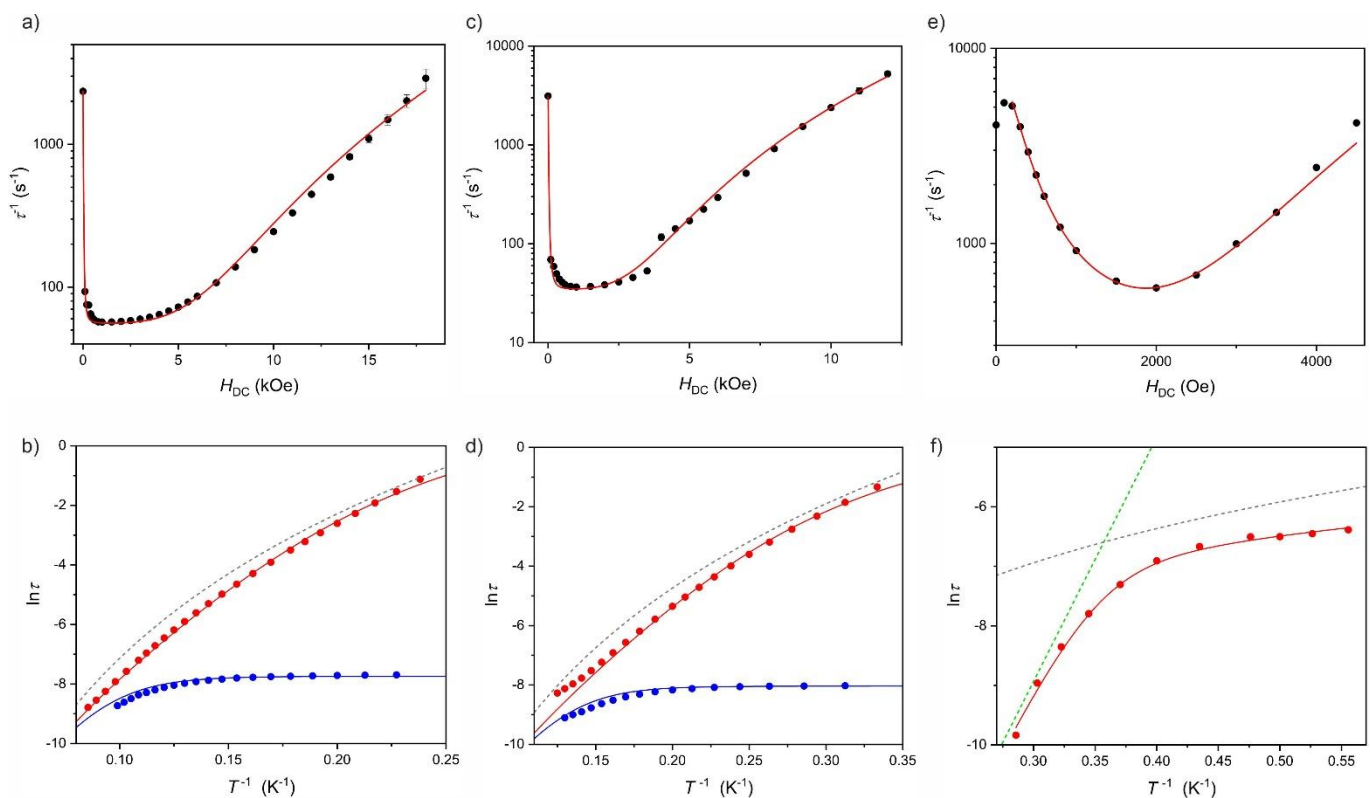 a)
10000
1000
100
τ⁻¹ (s⁻¹)
0 5 10 15
H_DC (kOe)
c)
10000
1000
100
10
τ⁻¹ (s⁻¹)
0 5 10
H_DC (kOe)
e)
10000
1000
τ⁻¹ (s⁻¹)
0 2000 4000
H_DC (Oe)
b)
0
-2
-4
-6
-8
-10
ln τ
0.10 0.15 0.20 0.25
T⁻¹ (K⁻¹)
d)
0
-2
-4
-6
-8
-10
ln τ
0.15 0.20 0.25 0.30 0.35
T⁻¹ (K⁻¹)
f)
-6
-8
-10
ln τ
0.30 0.35 0.40 0.45 0.50 0.55
T⁻¹ (K⁻¹)